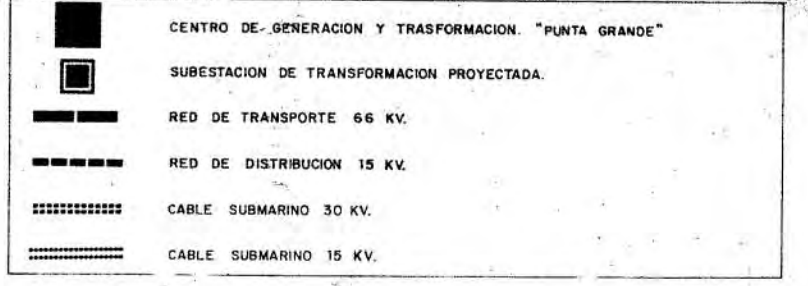 CENTRO DE GENERACION Y TRASFORMACION. "PUNTA GRANDE"
SUBESTACION DE TRANSFORMACION PROYECTADA.
RED DE TRANSPORTE 66 KV.
RED DE DISTRIBUCION 15 KV.
CABLE SUBMARINO 30 KV.
CABLE SUBMARINO 15 KV.